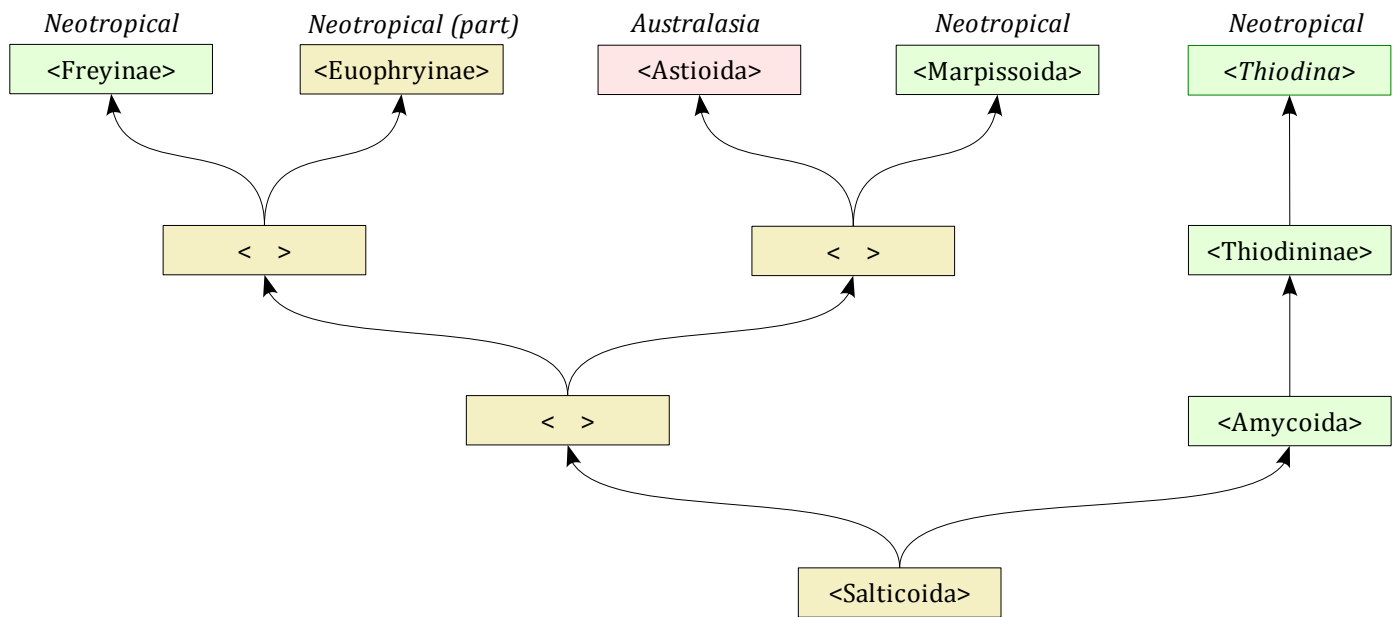 Neotropical
Neotropical (part)
Australasia
Neotropical
Neotropical
<Freyinae>
<Euophryinae>
<Astioida>
<Marpissoida>
<Thiodina>
< >
< >
<Thiodininae>
< >
<Amycoida>
<Salticoida>